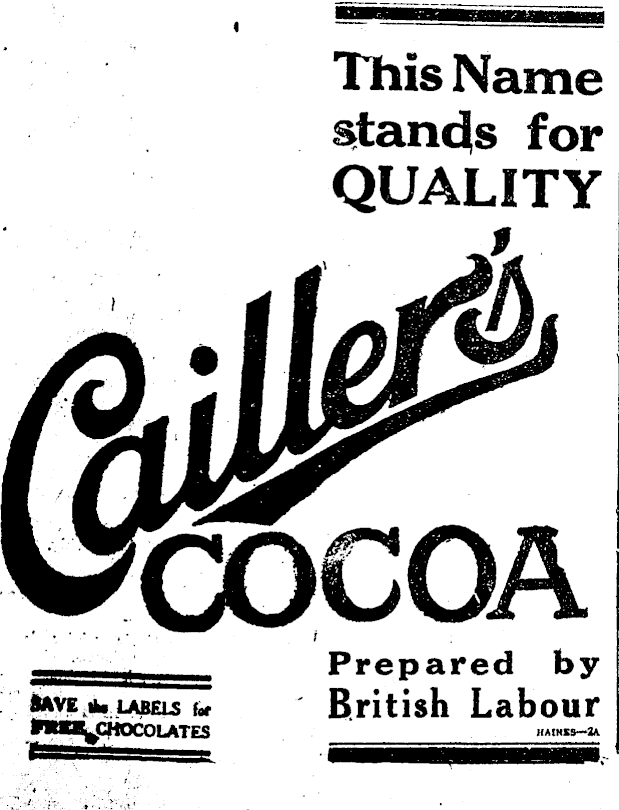 This Name
stands for
QUALITY
Cailler's
COCOA
Prepared by
British Labour
HAINES—2A
SAVE the LABELS for
FREE CHOCOLATES